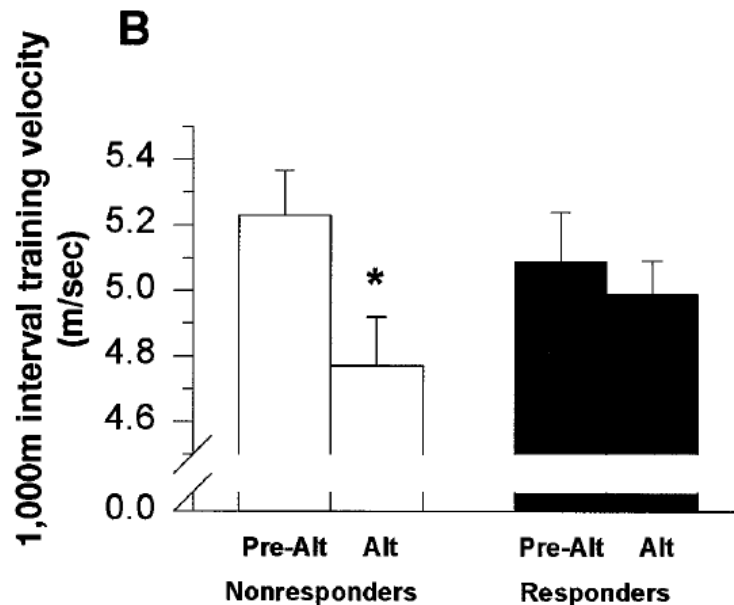 B
1,000m interval training velocity
(m/sec)
5.4
5.2
5.0
4.8
4.6
0.0
*
Pre-Alt Alt Pre-Alt Alt
Nonresponders Responders